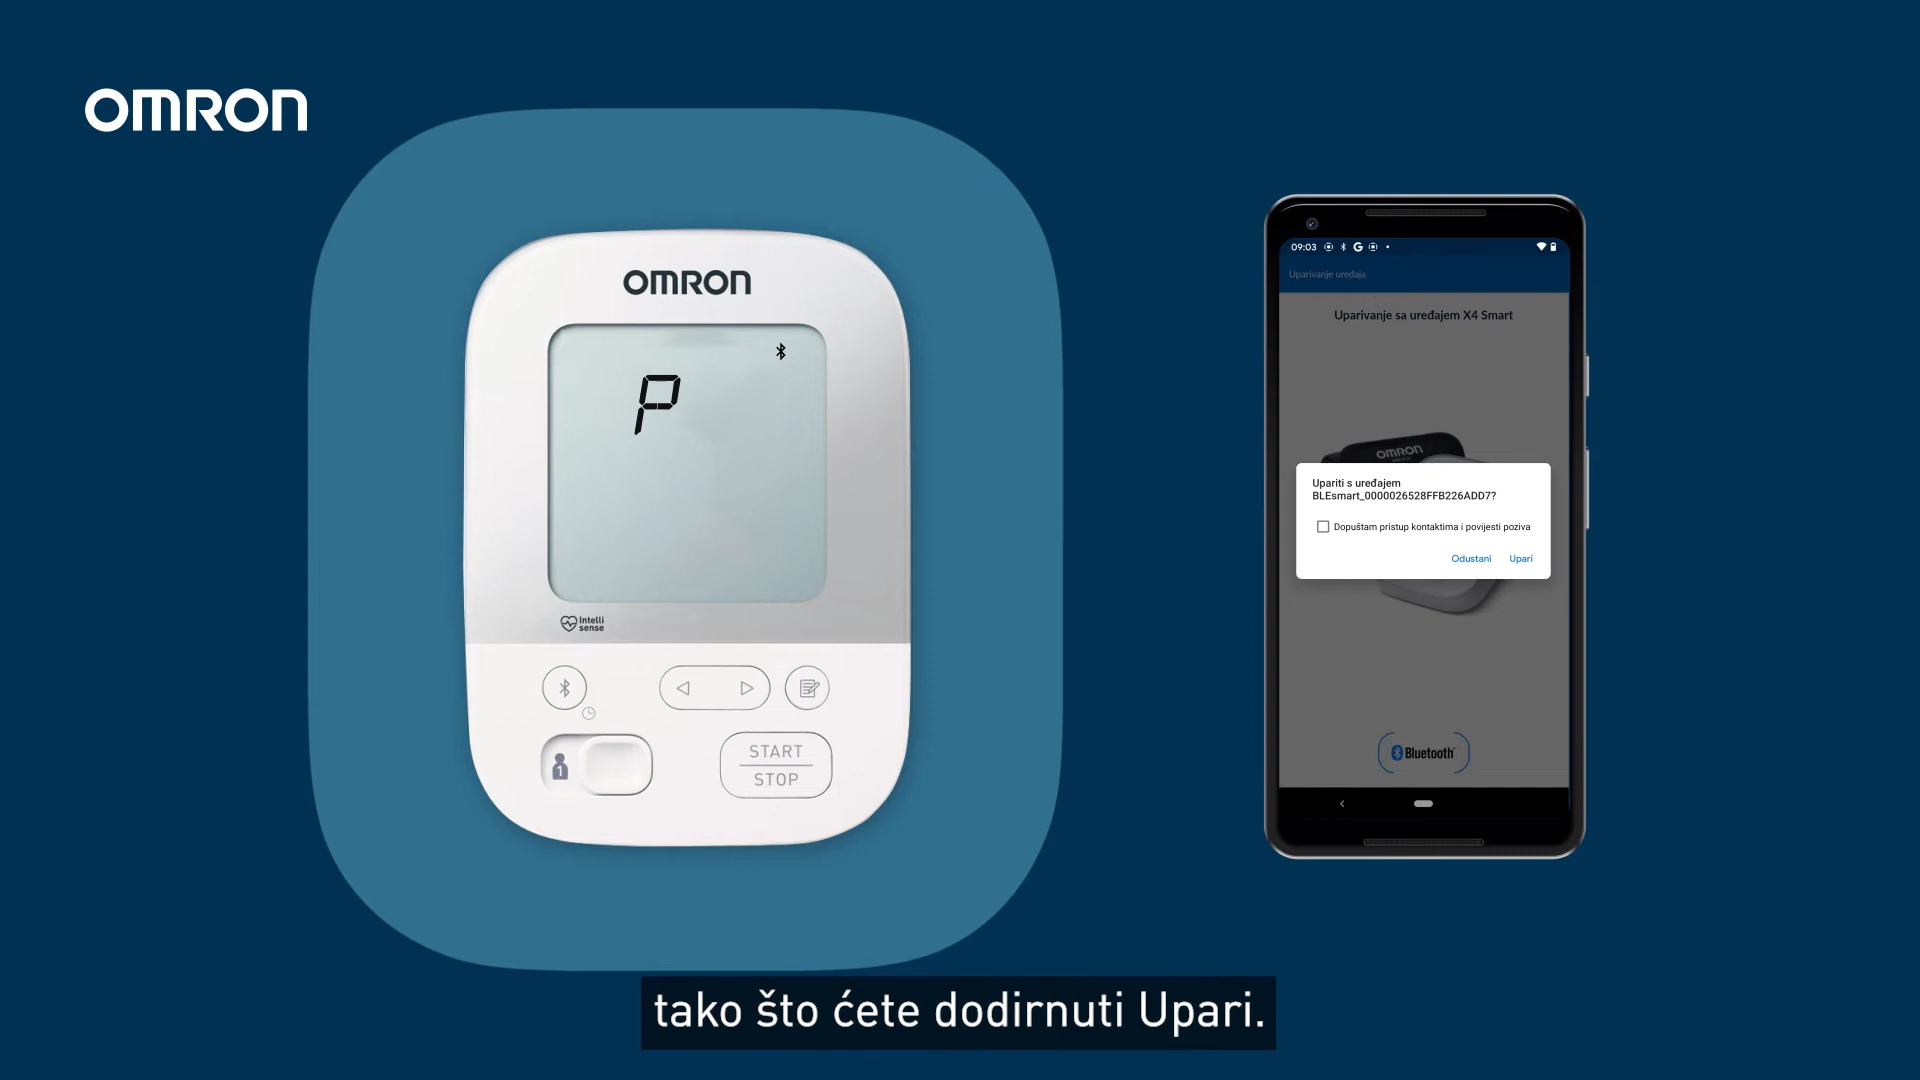 OMRON
OMRON
P
Intelli
sense
1
START
STOP
09:03
Uparivanje uređaja
Uparivanje sa uređajem X4 Smart
OMRON
Upariti s uređajem
BLEsmart_0000026528FFB226ADD7?
Dopuštam pristup kontaktima i povijesti poziva
Odustani Upari
Bluetooth
tako što ćete dodirnuti Upari.